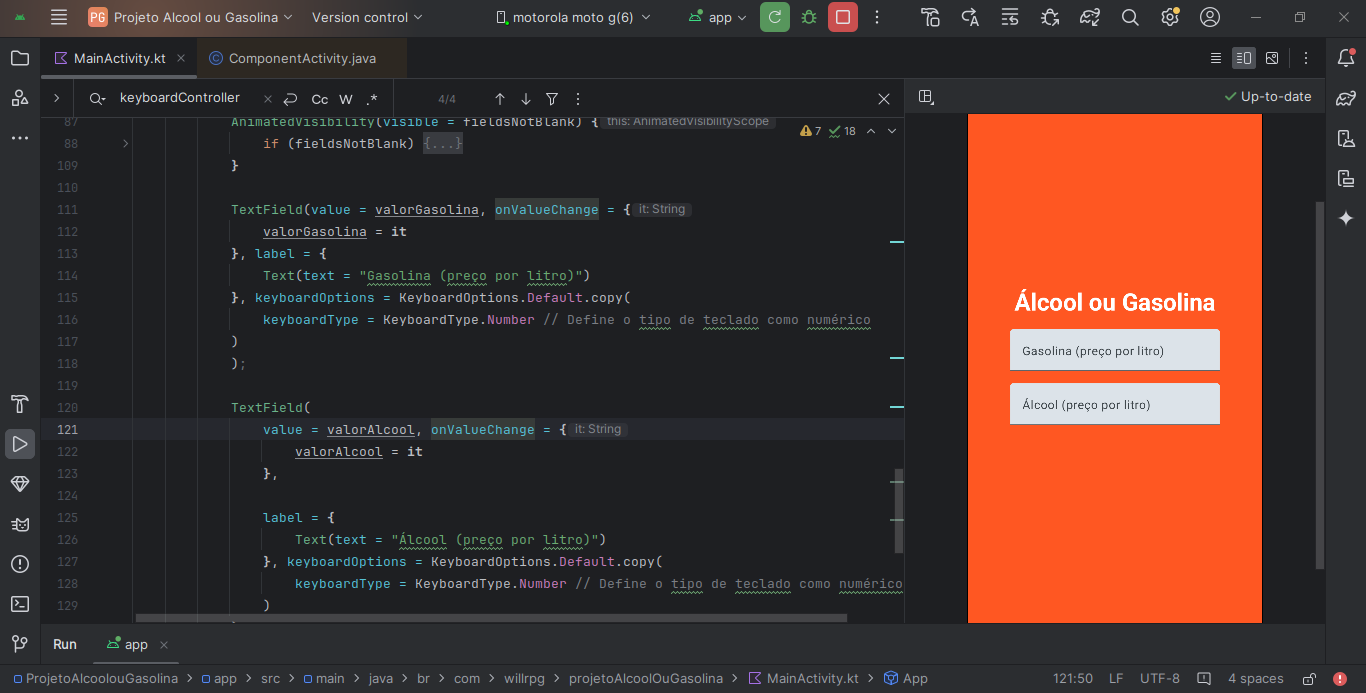 PG Projeto Alcool ou Gasolina Version control motorola moto g(6) app
MainActivity.kt ComponentActivity.java
keyboardController Cc W .* 4/4 Up-to-date
87 AnimatedVisibility(visible = fieldsNotBlank) { this: AnimatedVisibilityScope
7 18
88 if (fieldsNotBlank) {...}
109 }
110
111 TextField(value = valorGasolina, onValueChange = { it: String
112 valorGasolina = it
113 }, label = {
114 Text(text = "Gasolina (preço por litro)")
115 }, keyboardOptions = KeyboardOptions.Default.copy(
116 keyboardType = KeyboardType.Number // Define o tipo de teclado como numérico
117 )
118 );
119
120 TextField(
121 value = valorAlcool, onValueChange = { it: String
122 valorAlcool = it
123 },
124
125 label = {
126 Text(text = "Álcool (preço por litro)")
127 }, keyboardOptions = KeyboardOptions.Default.copy(
128 keyboardType = KeyboardType.Number // Define o tipo de teclado como numérico
129 )
Álcool ou Gasolina
Gasolina (preço por litro)
Álcool (preço por litro)
Run app
ProjetoAlcoolouGasolina app src main java br com willrpg projetoAlcoolOuGasolina MainActivity.kt App 121:50 LF UTF-8 4 spaces